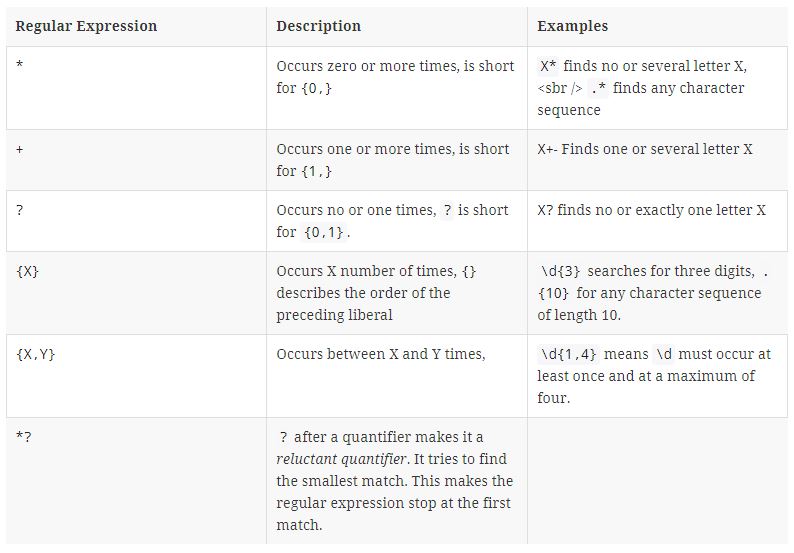 Regular Expression Description Examples
* Occurs zero or more times, is short X* finds no or several letter X,
for {0,} <sbr /> .* finds any character
sequence
+ Occurs one or more times, is short X+- Finds one or several letter X
for {1,}
? Occurs no or one times, ? is short X? finds no or exactly one letter X
for {0,1}.
{X} Occurs X number of times, {} \d{3} searches for three digits, .
describes the order of the {10} for any character sequence
preceding liberal of length 10.
{X,Y} Occurs between X and Y times, \d{1,4} means \d must occur at
least once and at a maximum of
four.
*? ? after a quantifier makes it a
reluctant quantifier. It tries to find
the smallest match. This makes the
regular expression stop at the first
match.